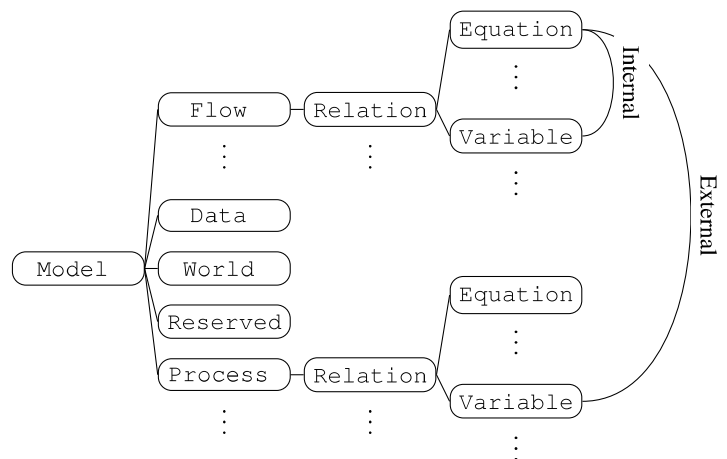 Equation
Internal
Flow
Relation
Variable
External
Data
Model
World
Equation
Reserved
Process
Relation
Variable